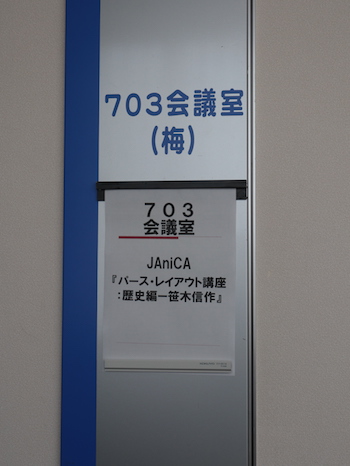 703会議室
(梅)
703
会議室
JAniCA
『パース・レイアウト講座
:歴史編ー笹木信作』